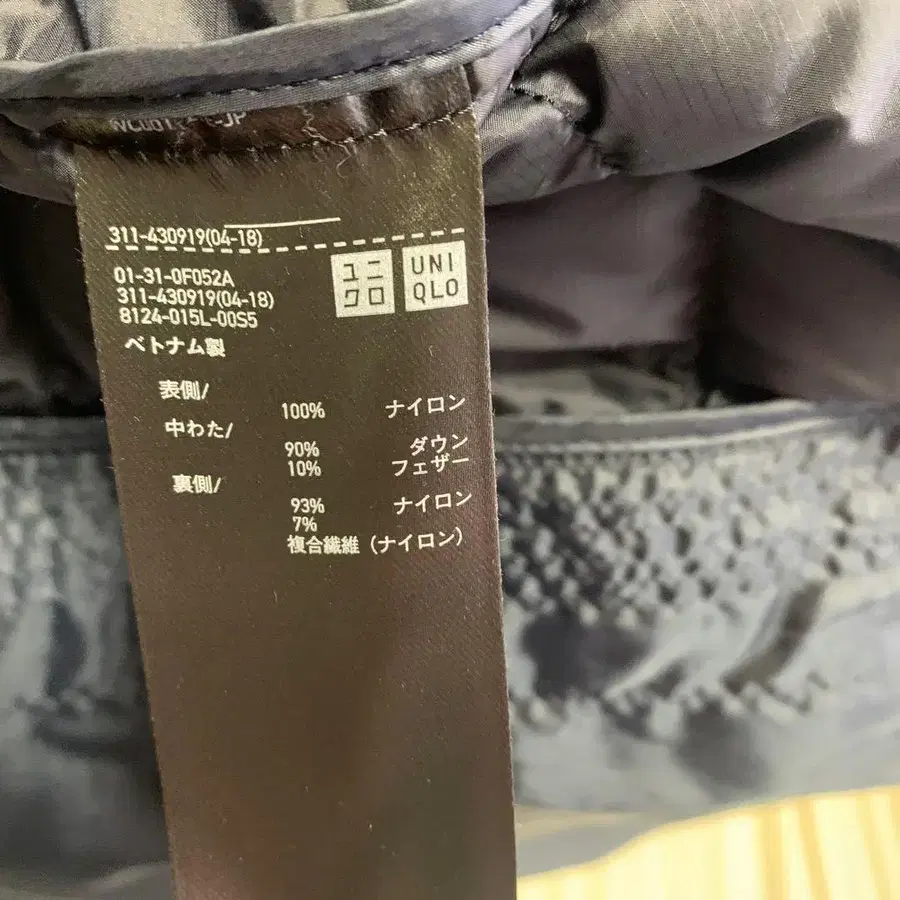 311-430919(04-18)
01-31-0F052A
311-430919(04-18)
8124-015L-00S5
ベトナム製
ユニ
クロ
UNI
QLO
表側/
100% ナイロン
中わた/
90% ダウン
10% フェザー
裏側/
93% ナイロン
7%
複合繊維（ナイロン）